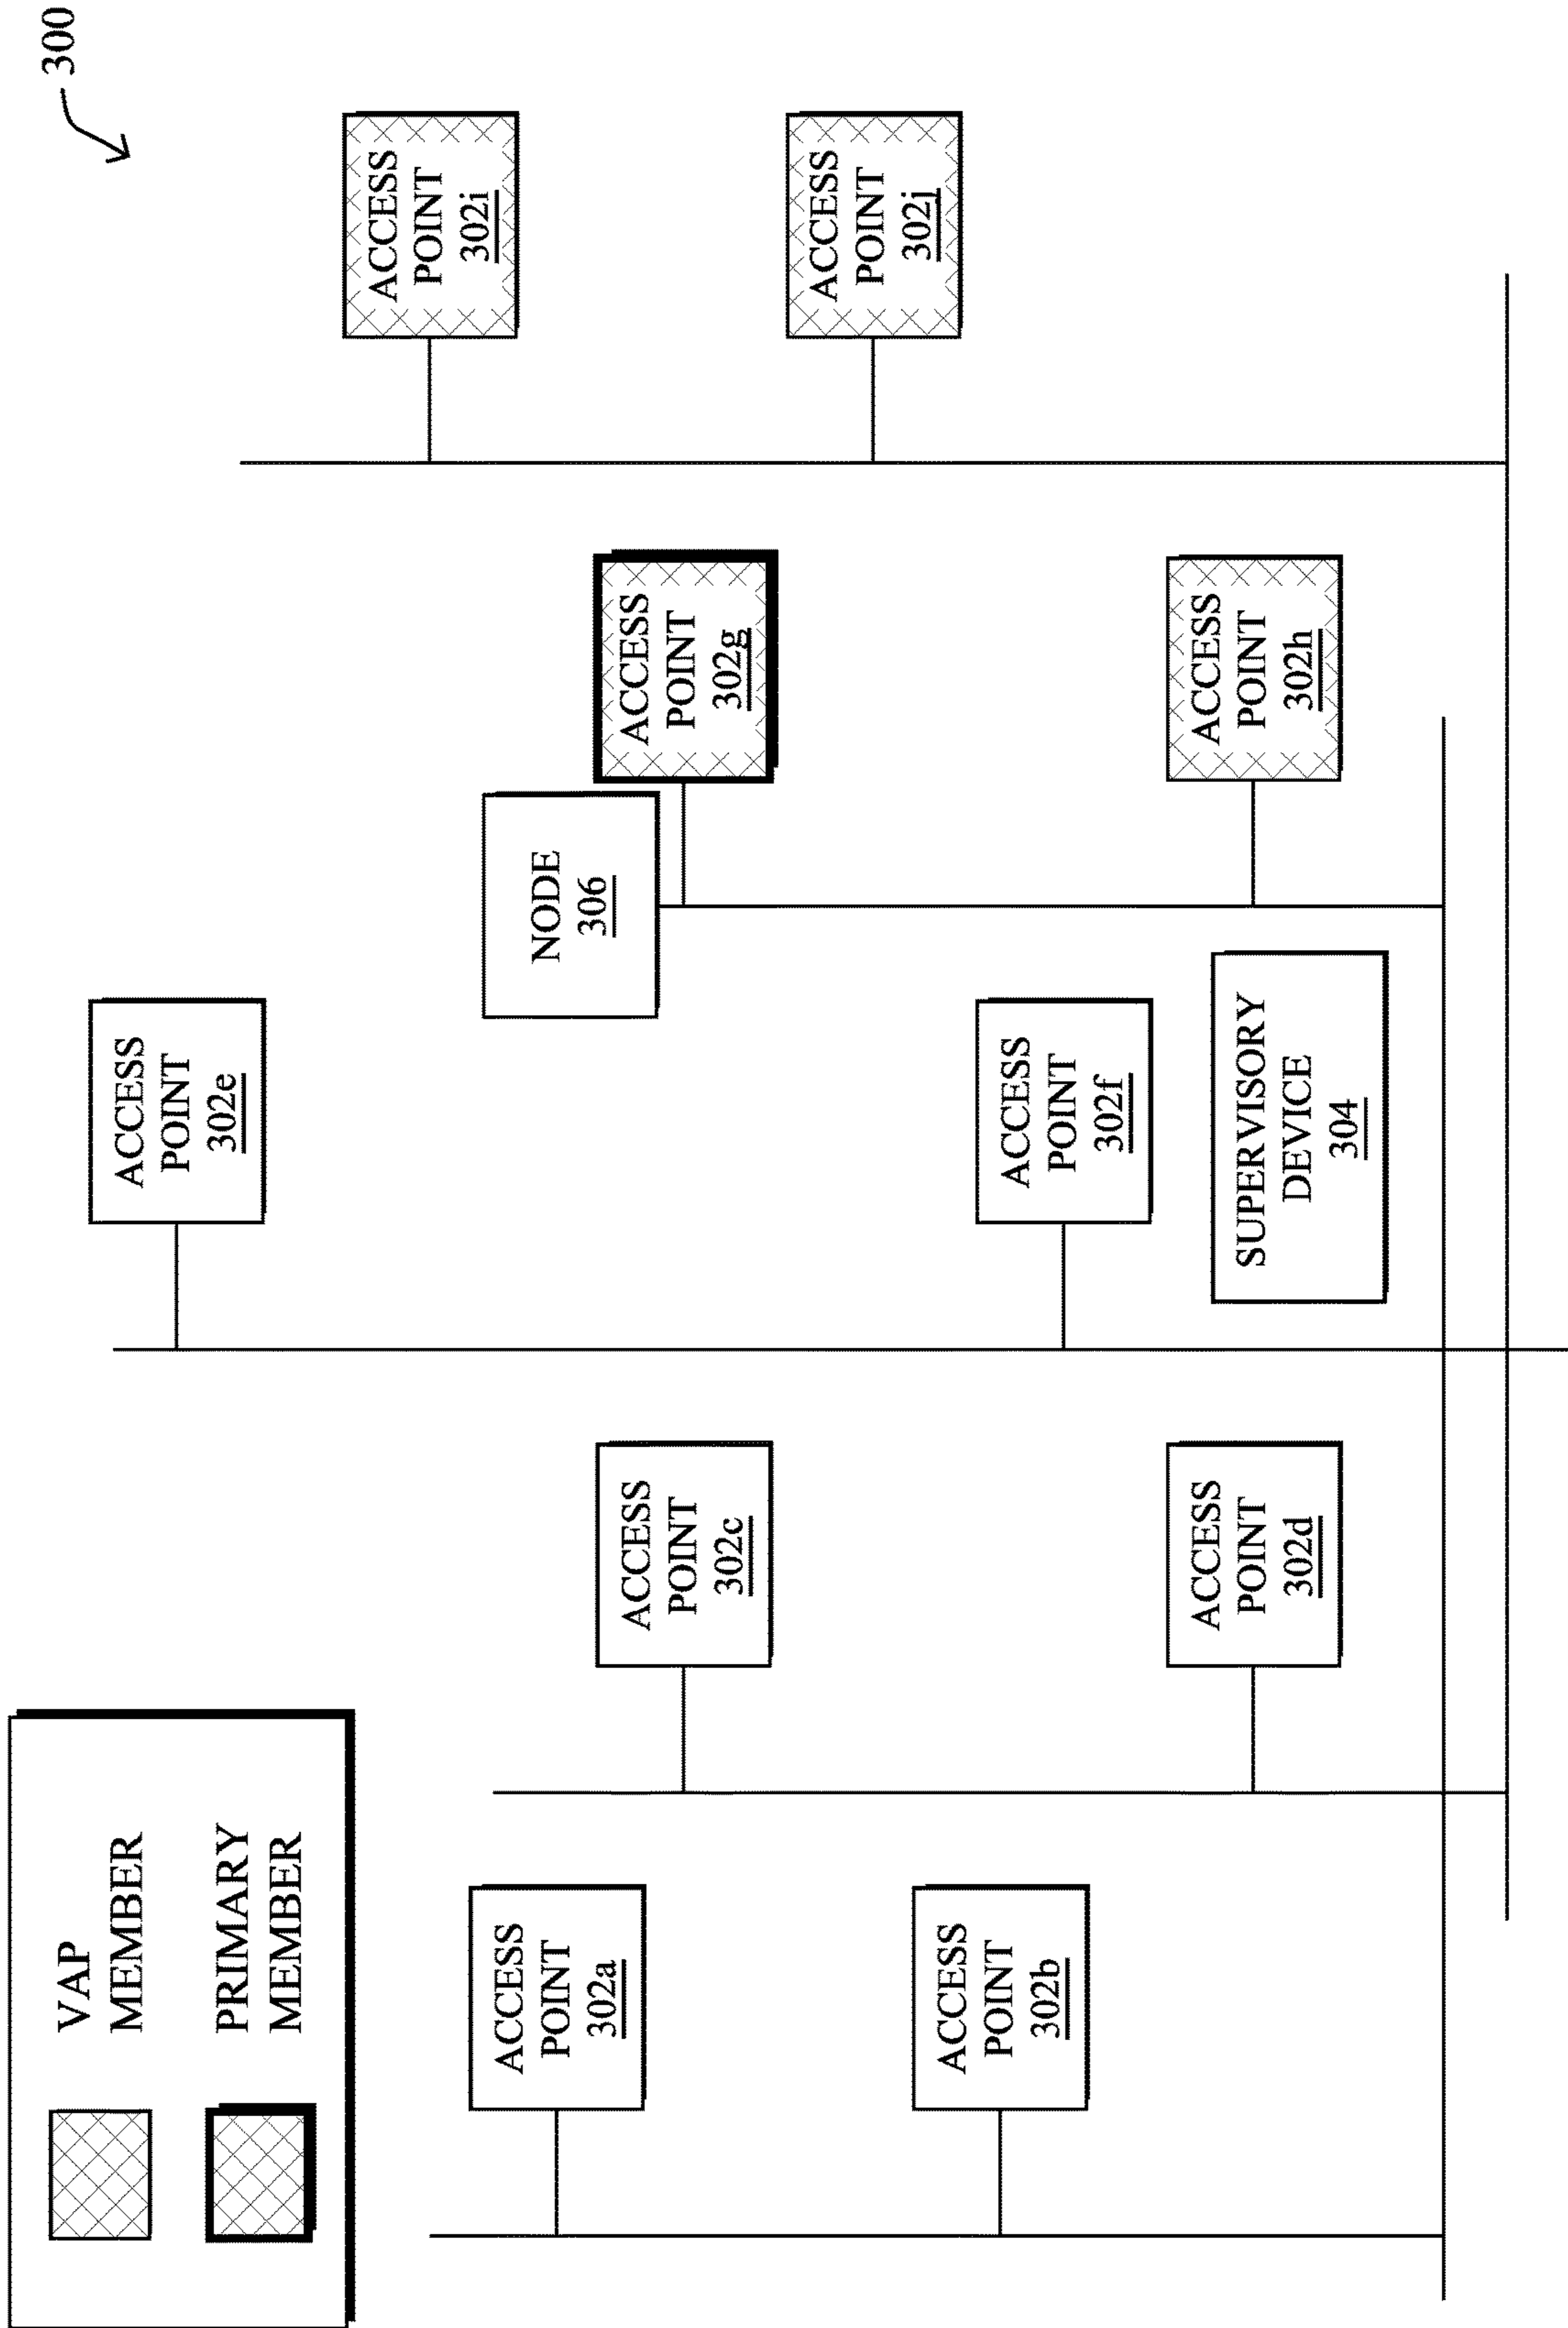 300
VAP
MEMBER
PRIMARY
MEMBER
ACCESS
POINT
302a
ACCESS
POINT
302b
ACCESS
POINT
302c
ACCESS
POINT
302d
ACCESS
POINT
302e
ACCESS
POINT
302f
SUPERVISORY
DEVICE
304
NODE
306
ACCESS
POINT
302g
ACCESS
POINT
302h
ACCESS
POINT
302i
ACCESS
POINT
302j